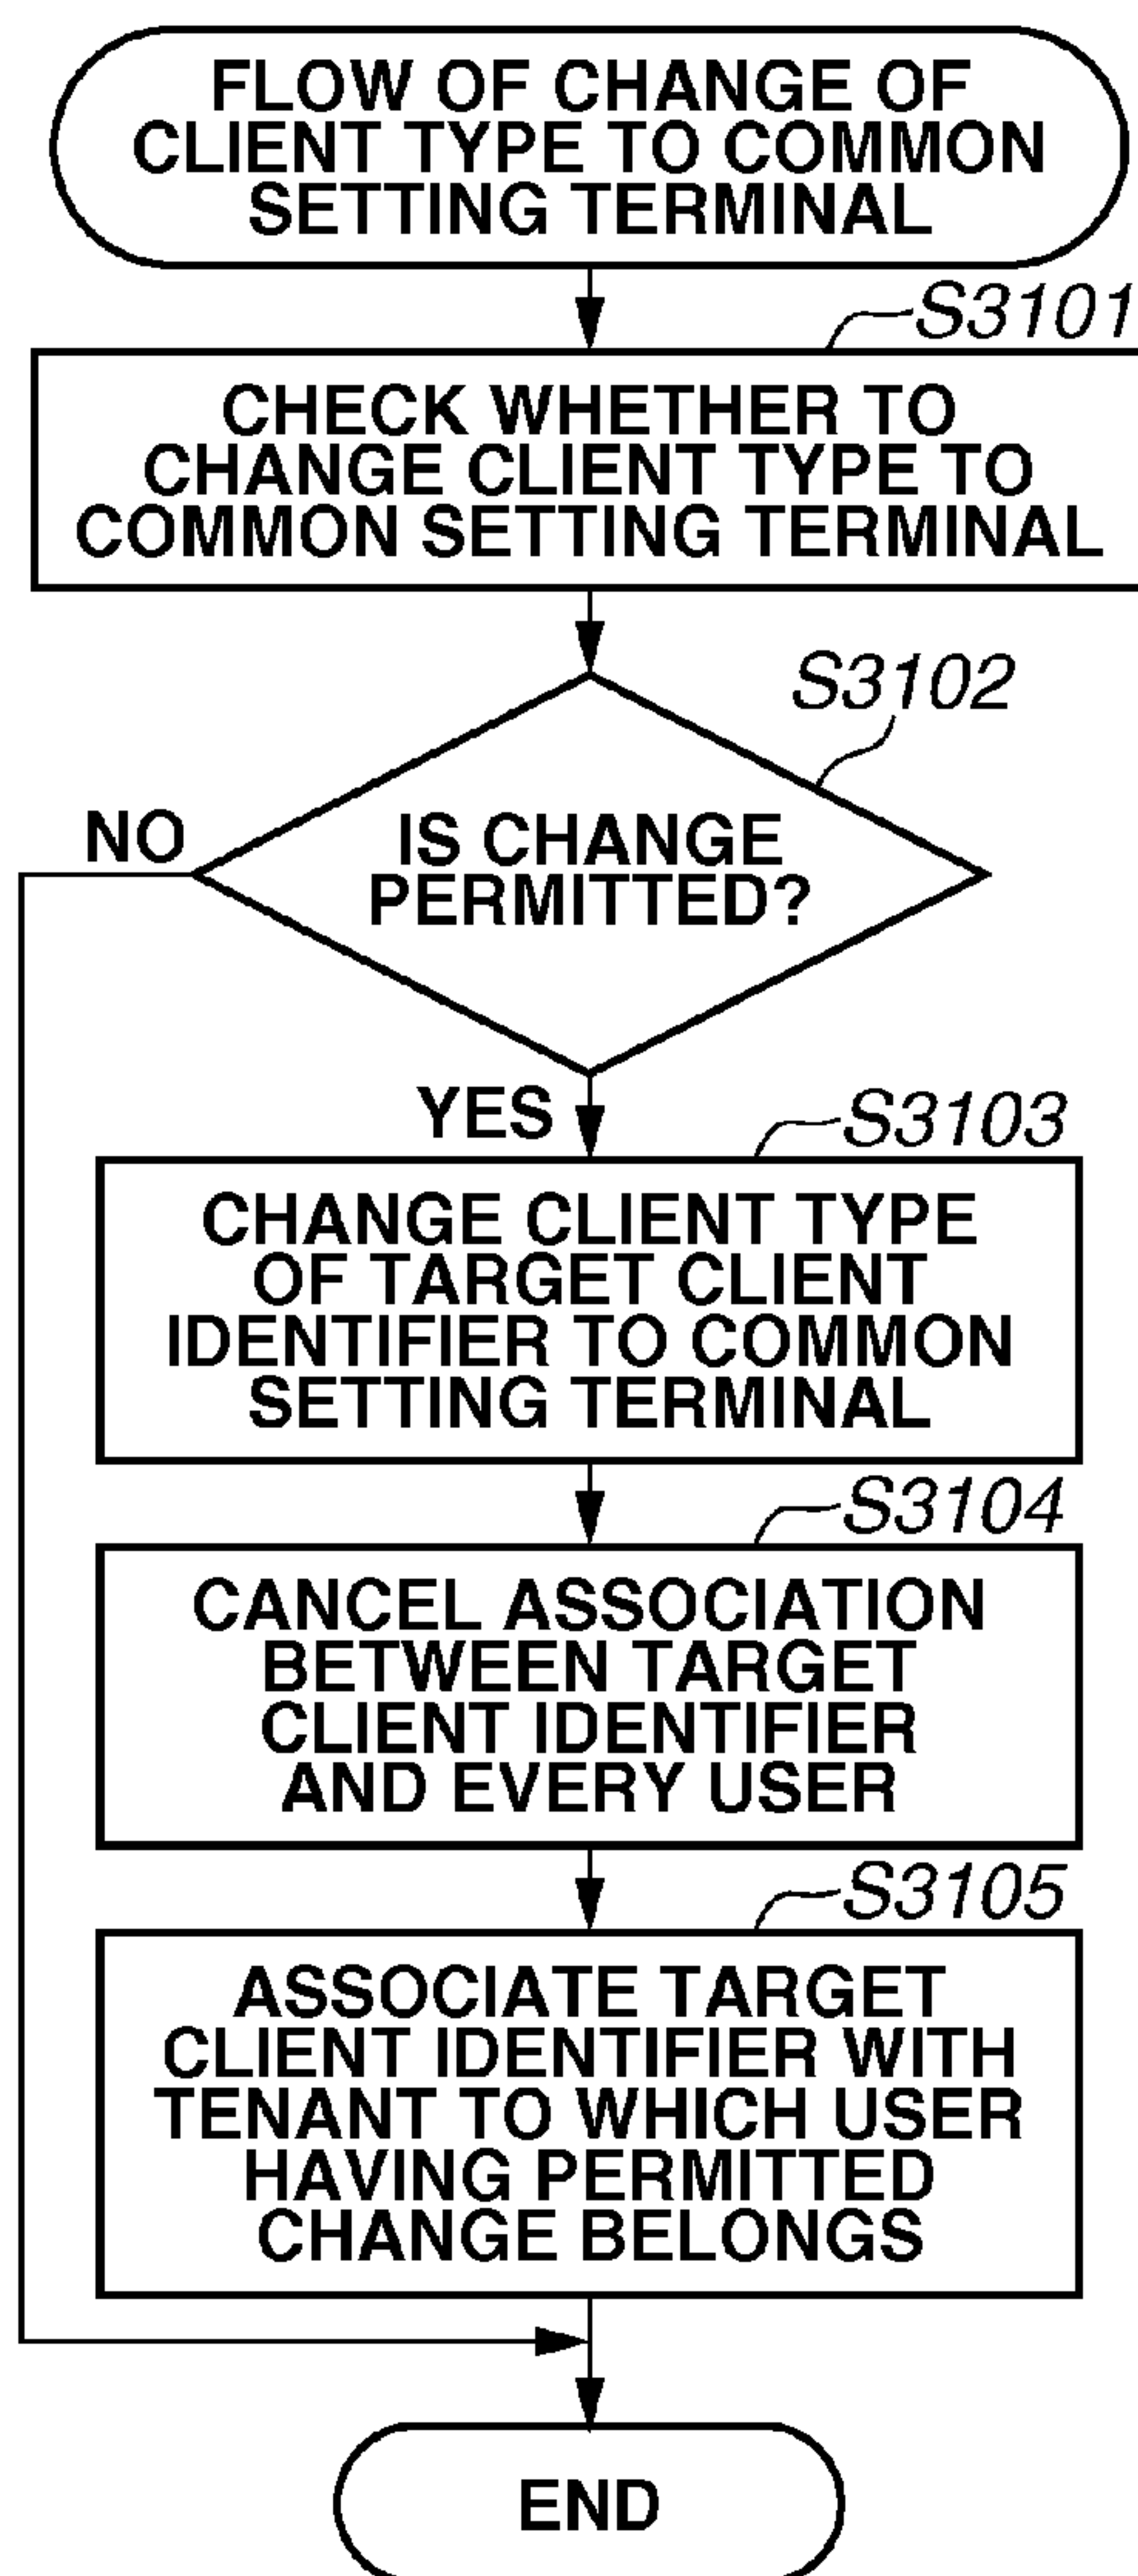 FLOW OF CHANGE OF
CLIENT TYPE TO COMMON
SETTING TERMINAL
S3101
CHECK WHETHER TO
CHANGE CLIENT TYPE TO
COMMON SETTING TERMINAL
S3102
NO
IS CHANGE
PERMITTED?
YES
S3103
CHANGE CLIENT TYPE
OF TARGET CLIENT
IDENTIFIER TO COMMON
SETTING TERMINAL
S3104
CANCEL ASSOCIATION
BETWEEN TARGET
CLIENT IDENTIFIER
AND EVERY USER
S3105
ASSOCIATE TARGET
CLIENT IDENTIFIER WITH
TENANT TO WHICH USER
HAVING PERMITTED
CHANGE BELONGS
END